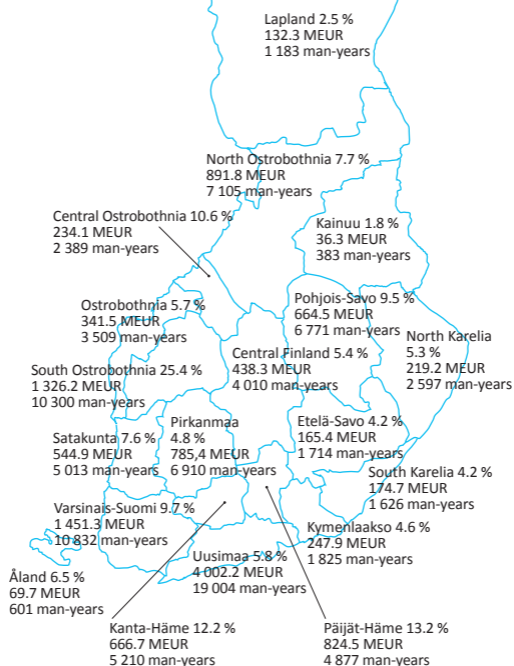 Lapland 2.5 %
132.3 MEUR
1 183 man-years
North Ostrobothnia 7.7 %
891.8 MEUR
7 105 man-years
Central Ostrobothnia 10.6 %
234.1 MEUR
2 389 man-years
Kainuu 1.8 %
36.3 MEUR
383 man-years
Ostrobothnia 5.7 %
341.5 MEUR
3 509 man-years
Pohjois-Savo 9.5 %
664.5 MEUR
6 771 man-years
North Karelia
5.3 %
219.2 MEUR
2 597 man-years
Central Finland 5.4 %
438.3 MEUR
4 010 man-years
South Ostrobothnia 25.4 %
1 326.2 MEUR
10 300 man-years
Pirkanmaa
4.8 %
785,4 MEUR
6 910 man-years
Etelä-Savo 4.2 %
165.4 MEUR
1 714 man-years
Satakunta 7.6 %
544.9 MEUR
5 013 man-years
South Karelia 4.2 %
174.7 MEUR
1 626 man-years
Varsinais-Suomi 9.7 %
1 451.3 MEUR
10 832 man-years
Kymenlaakso 4.6 %
247.9 MEUR
1 825 man-years
Uusimaa 5.8 %
4 002.2 MEUR
19 004 man-years
Åland 6.5 %
69.7 MEUR
601 man-years
Kanta-Häme 12.2 %
666.7 MEUR
5 210 man-years
Päijät-Häme 13.2 %
824.5 MEUR
4 877 man-years